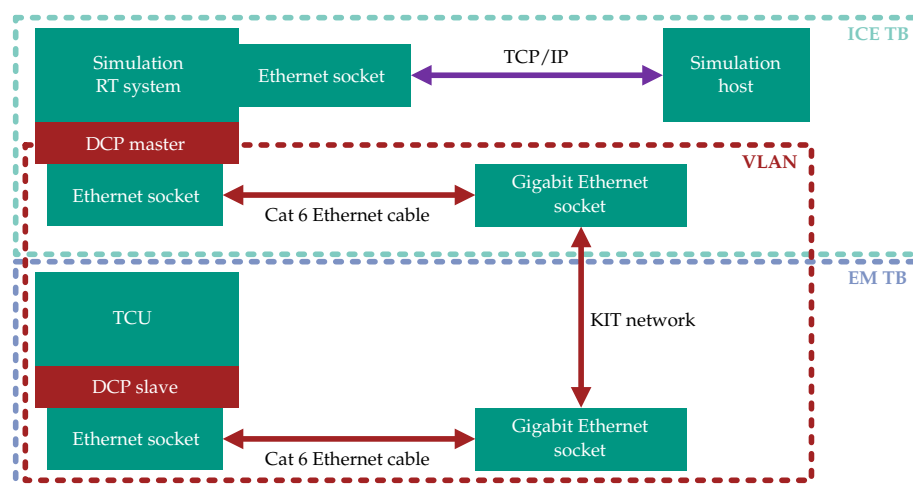 ICE TB
Simulation
RT system
Ethernet socket
TCP/IP
Simulation
host
DCP master
VLAN
Ethernet socket
Cat 6 Ethernet cable
Gigabit Ethernet
socket
EM TB
TCU
KIT network
DCP slave
Ethernet socket
Cat 6 Ethernet cable
Gigabit Ethernet
socket